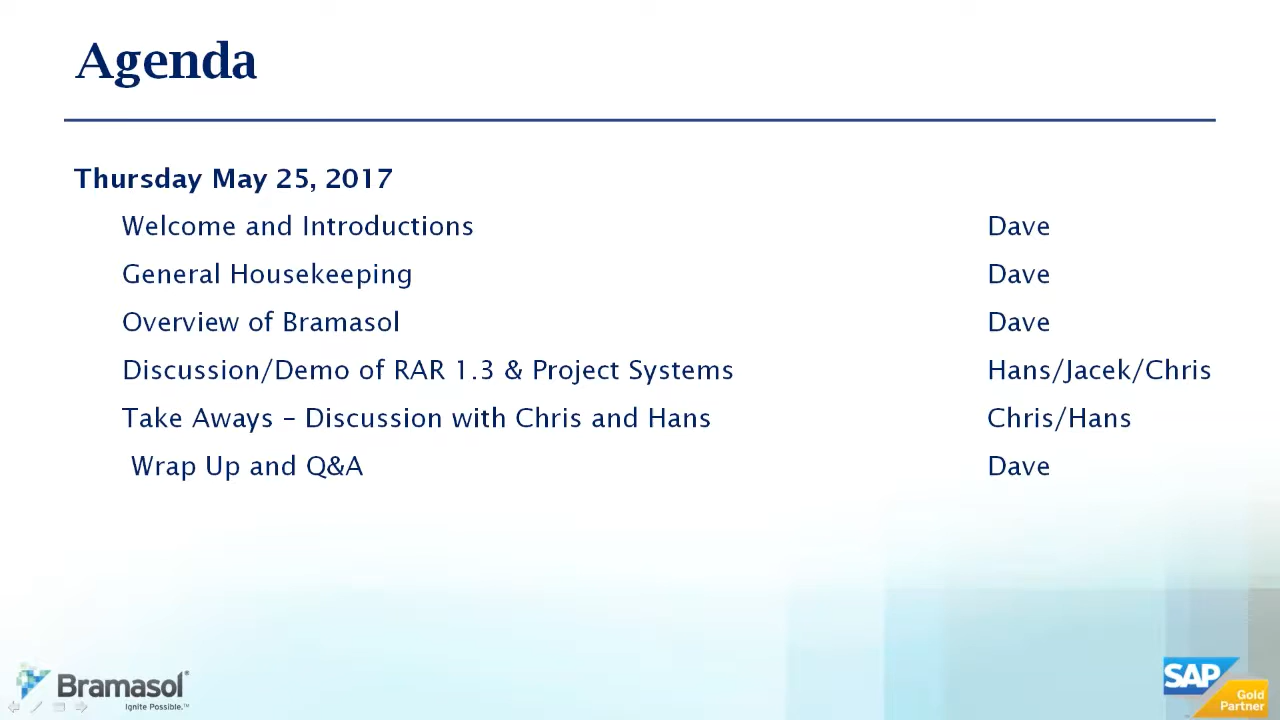 Agenda
Thursday May 25, 2017
Welcome and Introductions Dave
General Housekeeping Dave
Overview of Bramasol Dave
Discussion/Demo of RAR 1.3 & Project Systems Hans/Jacek/Chris
Take Aways – Discussion with Chris and Hans Chris/Hans
Wrap Up and Q&A Dave
Bramasol®
Ignite Possible.™
SAP
Gold
Partner